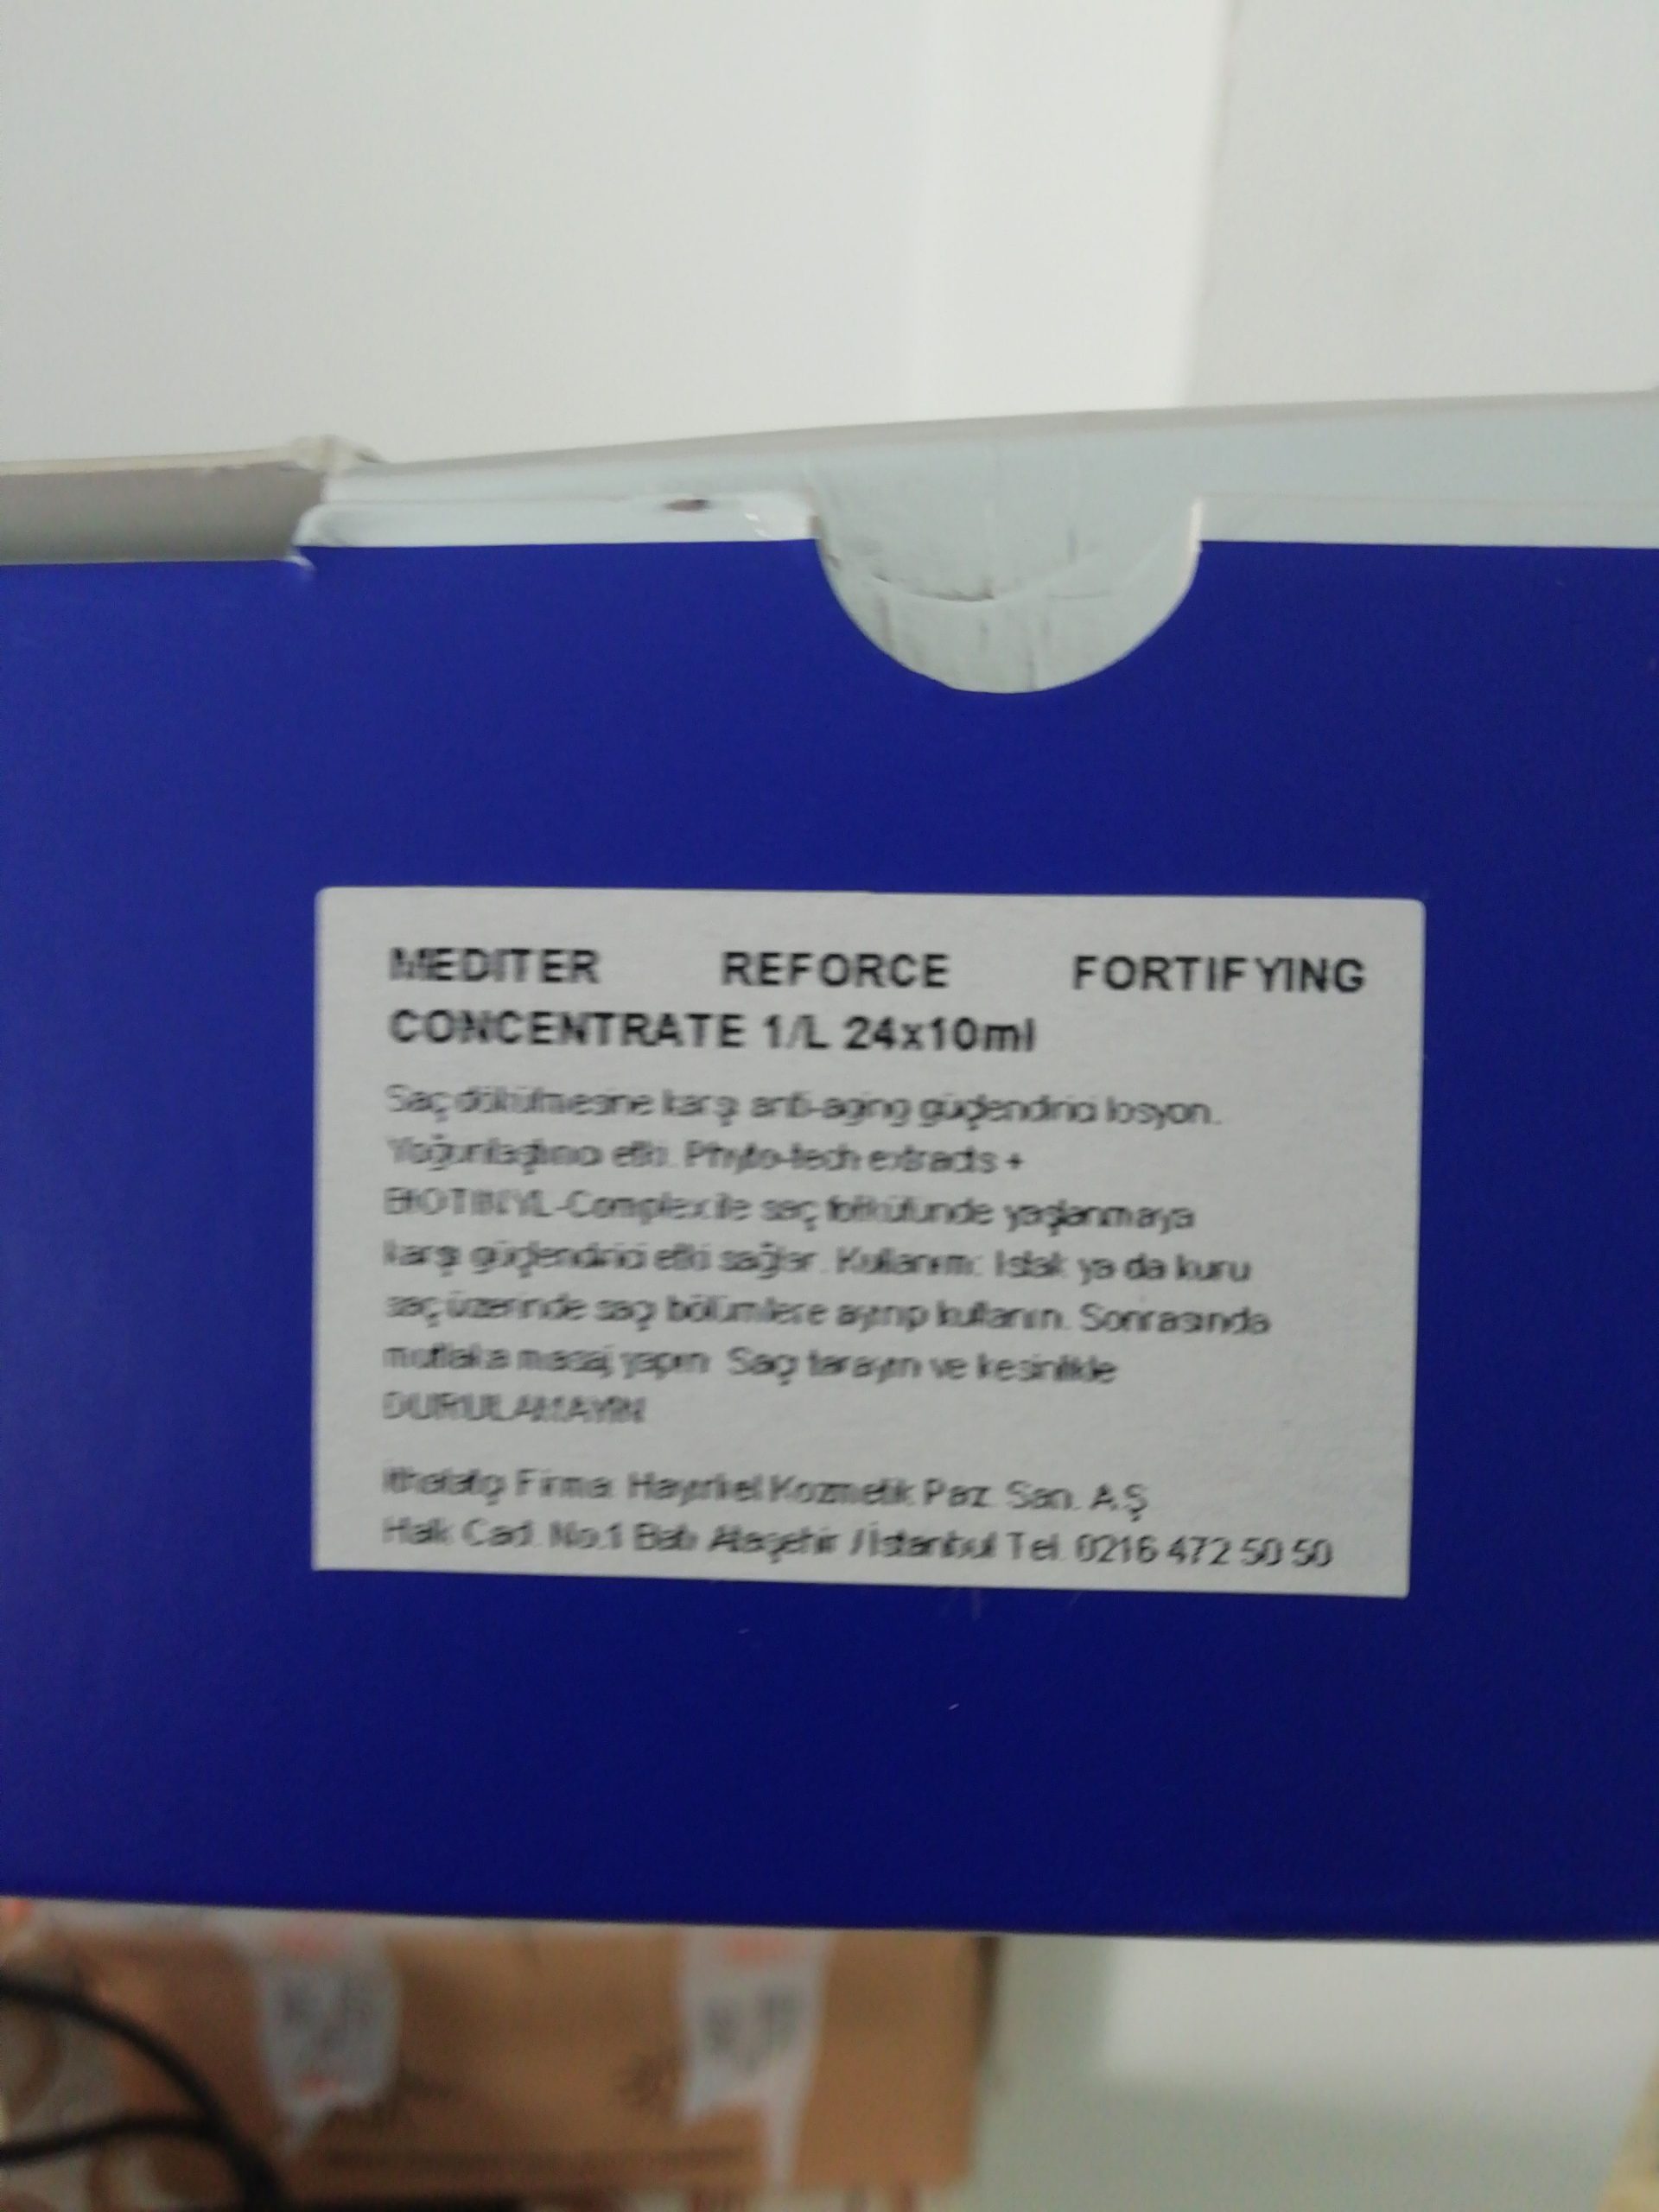 MEDITER REFORCE FORTIFYING
CONCENTRATE 1/L 24x10ml
Saç dökülmesine karşı anti-aging güçlendirici losyon.
Yoğunlaştırıcı etki. Phyto-tech extracts +
BIOTINYL-Complex ile saç folikülünde yaşlanmaya
karşı güçlendirici etki sağlar. Kullanım: Islak ya da kuru
saç üzerinde saçı bölümlere ayırıp kullanın. Sonrasında
mutlaka masaj yapın. Saçı tarayın ve kesinlikle
DURULAMAYIN
İthalatçı Firma: Kozmetik Paz. San. A.Ş
Halk Cad. No:1 Batı Ataşehir /İstanbul Tel. 0216 472 50 50